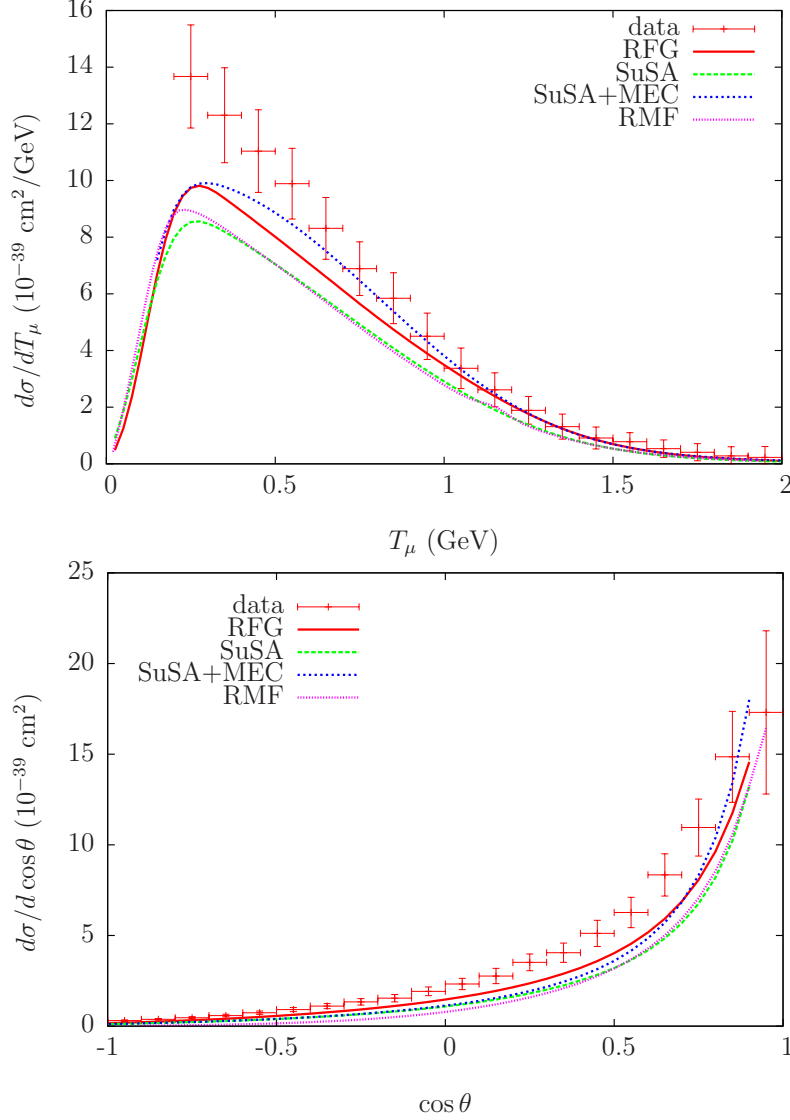 16
14
12
10
8
6
4
2
0
dσ/dT_μ (10^{-39} cm^2/GeV)
data
RFG
SuSA
SuSA+MEC
RMF
0 0.5 1 1.5 2
T_μ (GeV)
25
20
15
10
5
0
dσ/d cos θ (10^{-39} cm^2)
data
RFG
SuSA
SuSA+MEC
RMF
-1 -0.5 0 0.5 1
cos θ